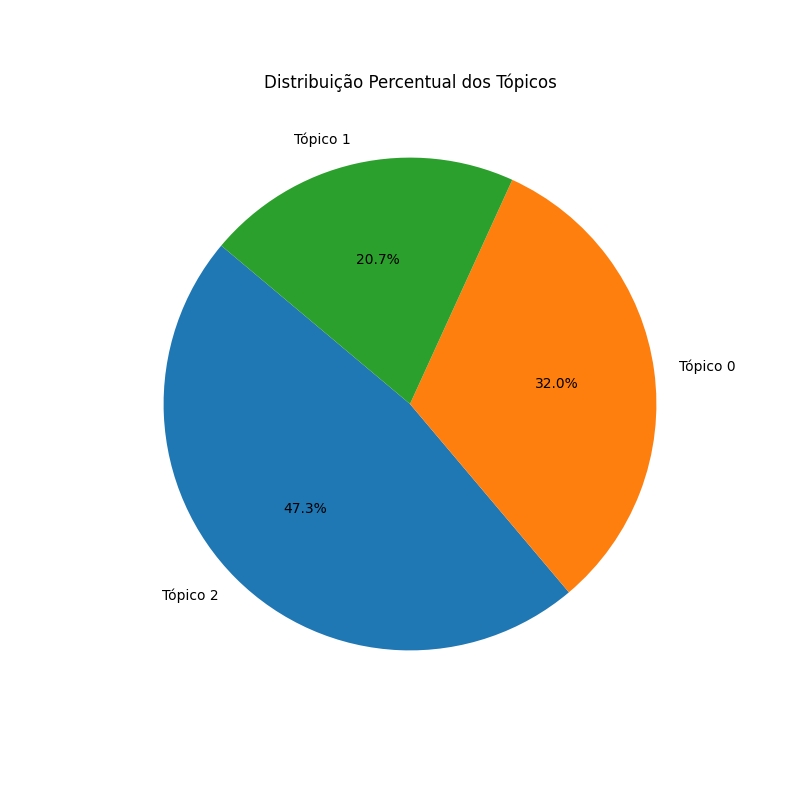 Distribuição Percentual dos Tópicos
Tópico 1
20.7%
Tópico 0
32.0%
47.3%
Tópico 2